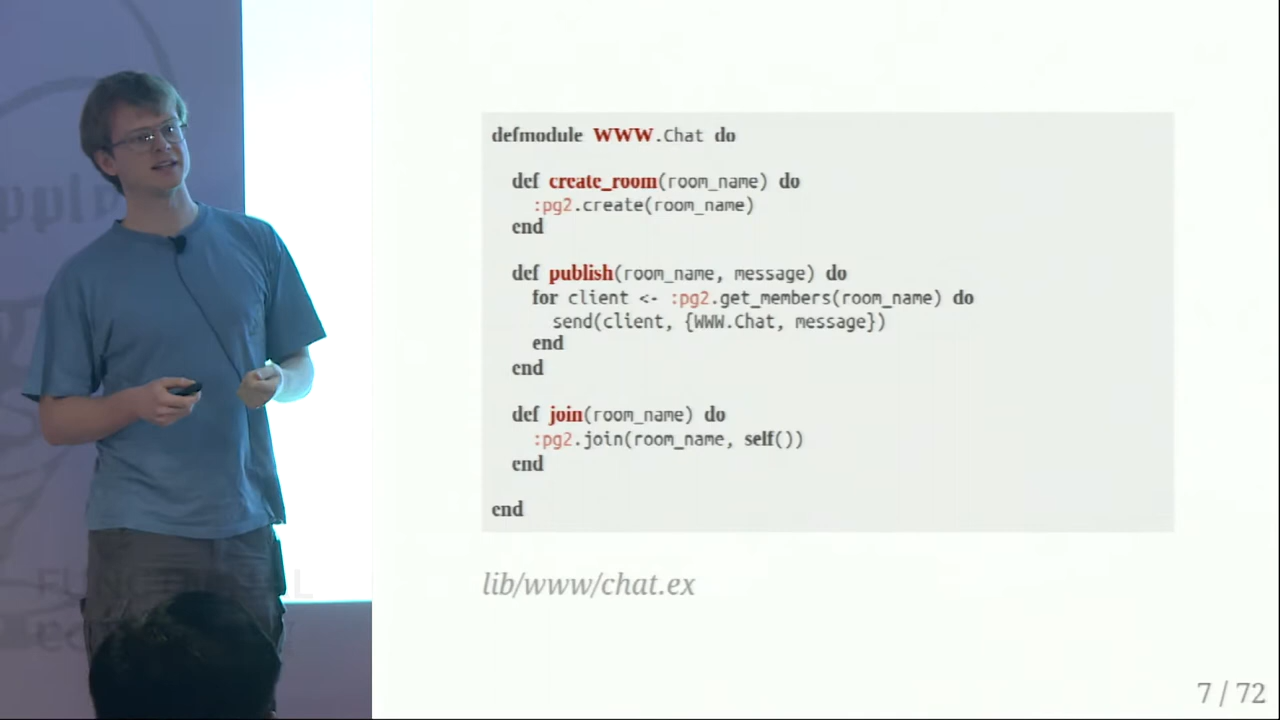 defmodule WWW.Chat do
def create_room(room_name) do
:pg2.create(room_name)
end
def publish(room_name, message) do
for client <- :pg2.get_members(room_name) do
send(client, {WWW.Chat, message})
end
end
def join(room_name) do
:pg2.join(room_name, self())
end
end
lib/www/chat.ex
7 / 72